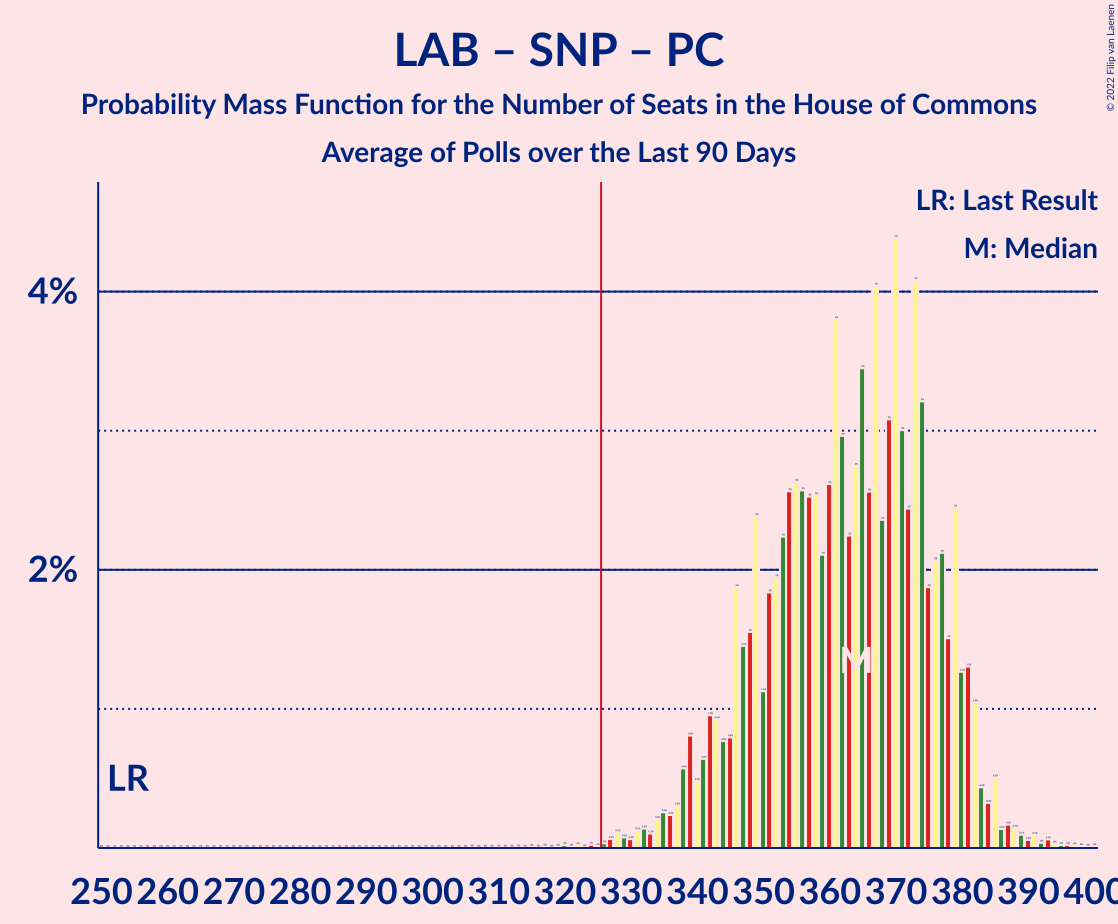 LAB – SNP – PC
Probability Mass Function for the Number of Seats in the House of Commons
Average of Polls over the Last 90 Days
© 2022 Filip van Laenen
LR: Last Result
M: Median
4%
2%
M
LR
250 260 270 280 290 300 310 320 330 340 350 360 370 380 390 400